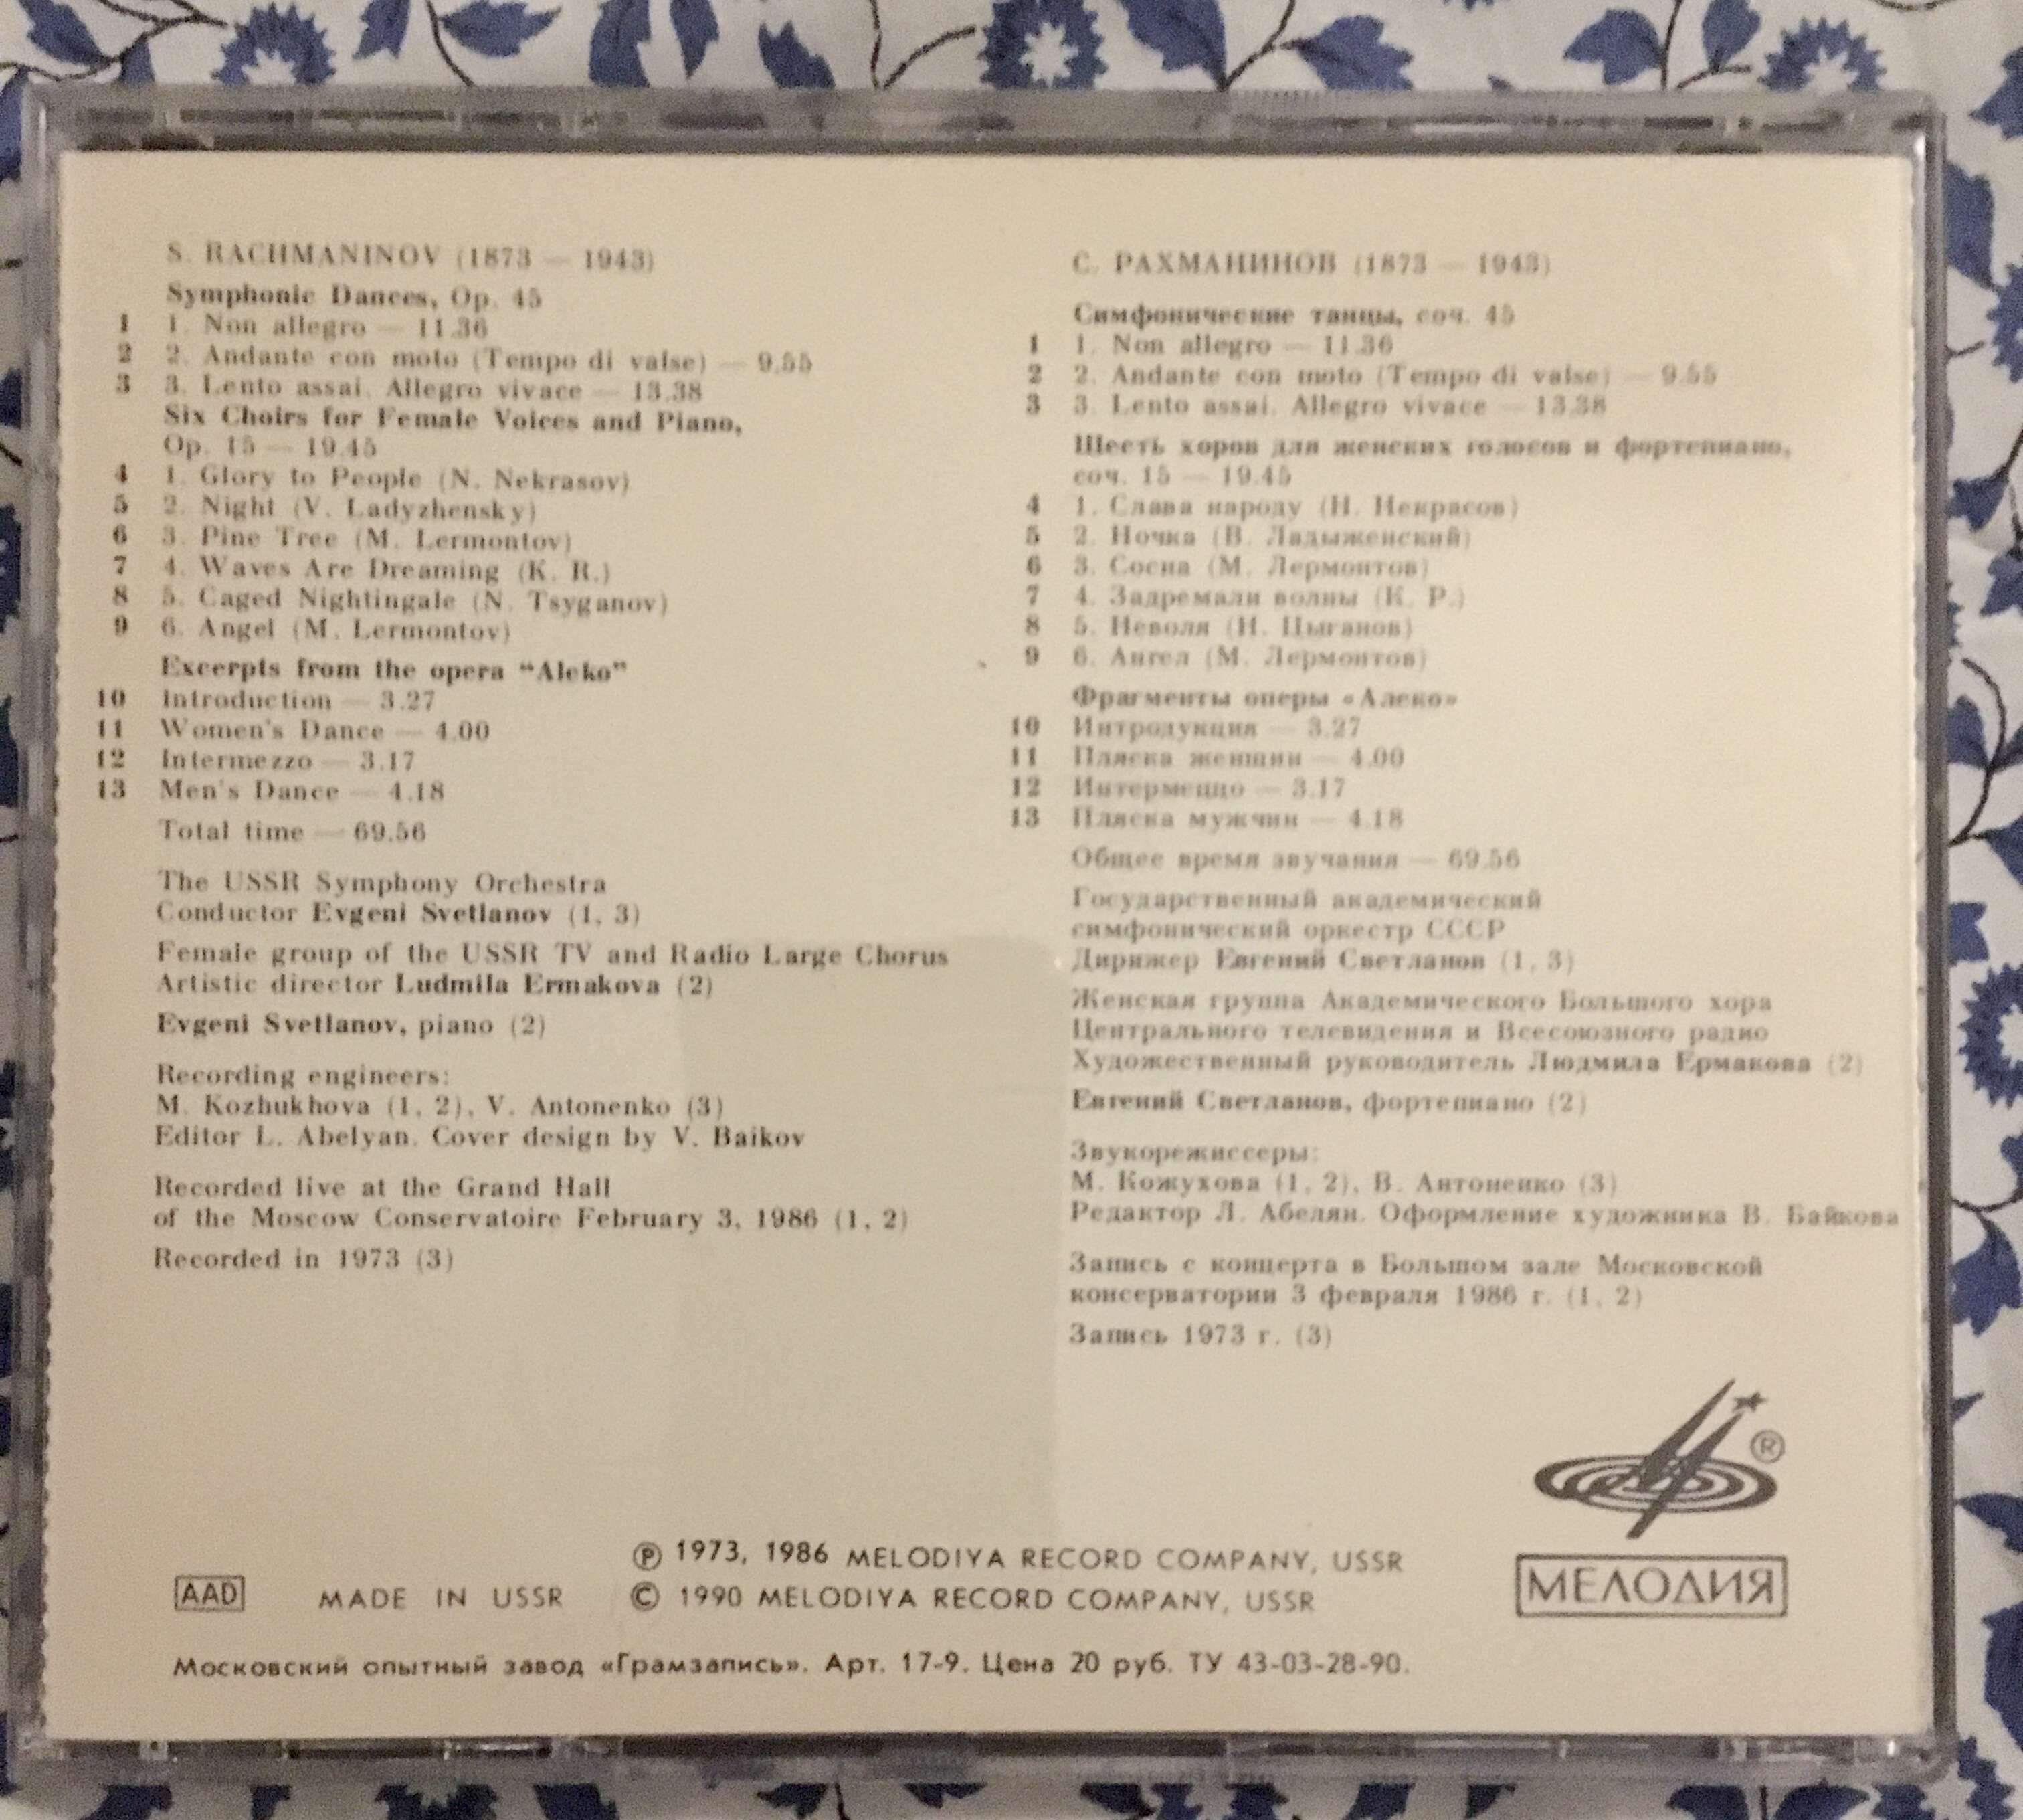 S. RACHMANINOV (1873 — 1943)
Symphonic Dances, Op. 45
1 1. Non allegro — 11.36
2 2. Andante con moto (Tempo di valse) — 9.55
3 3. Lento assai. Allegro vivace — 13.38
Six Choirs for Female Voices and Piano,
Op. 15 — 19.45
4 1. Glory to People (N. Nekrasov)
5 2. Night (V. Ladyzhensky)
6 3. Pine Tree (M. Lermontov)
7 4. Waves Are Dreaming (K. R.)
8 5. Caged Nightingale (N. Tsyganov)
9 6. Angel (M. Lermontov)
Excerpts from the opera “Aleko”
10 Introduction — 3.27
11 Women's Dance — 4.00
12 Intermezzo — 3.17
13 Men's Dance — 4.18
Total time — 69.56
The USSR Symphony Orchestra
Conductor Evgeni Svetlanov (1, 3)
Female group of the USSR TV and Radio Large Chorus
Artistic director Ludmila Ermakova (2)
Evgeni Svetlanov, piano (2)
Recording engineers:
M. Kozhukhova (1, 2), V. Antonenko (3)
Editor L. Abelyan. Cover design by V. Baikov
Recorded live at the Grand Hall
of the Moscow Conservatoire February 3, 1986 (1, 2)
Recorded in 1973 (3)
С. РАХМАНИНОВ (1873 — 1943)
Симфонические танцы, соч. 45
1 1. Non allegro — 11.36
2 2. Andante con moto (Tempo di valse) — 9.55
3 3. Lento assai. Allegro vivace — 13.38
Шесть хоров для женских голосов и фортепиано,
соч. 15 — 19.45
4 1. Слава народу (Н. Некрасов)
5 2. Ночка (В. Ладыженский)
6 3. Сосна (М. Лермонтов)
7 4. Задремали волны (К. Р.)
8 5. Неволя (Н. Цыганов)
9 6. Ангел (М. Лермонтов)
Фрагменты оперы «Алеко»
10 Интродукция — 3.27
11 Пляска женщин — 4.00
12 Интермеццо — 3.17
13 Пляска мужчин — 4.18
Общее время звучания — 69.56
Государственный академический
симфонический оркестр СССР
Дирижер Евгений Светланов (1, 3)
Женская группа Академического Большого хора
Центрального телевидения и Всесоюзного радио
Художественный руководитель Людмила Ермакова (2)
Евгений Светланов, фортепиано (2)
Звукорежиссеры:
М. Кожухова (1, 2), В. Антоненко (3)
Редактор Л. Абелян. Оформление художника В. Байкова
Запись с концерта в Большом зале Московской
консерватории 3 февраля 1986 г. (1, 2)
Запись 1973 г. (3)
®
МЕЛОДИЯ
℗ 1973, 1986 MELODIYA RECORD COMPANY, USSR
AAD MADE IN USSR © 1990 MELODIYA RECORD COMPANY, USSR
Московский опытный завод «Грамзапись». Арт. 17-9. Цена 20 руб. ТУ 43-03-28-90.